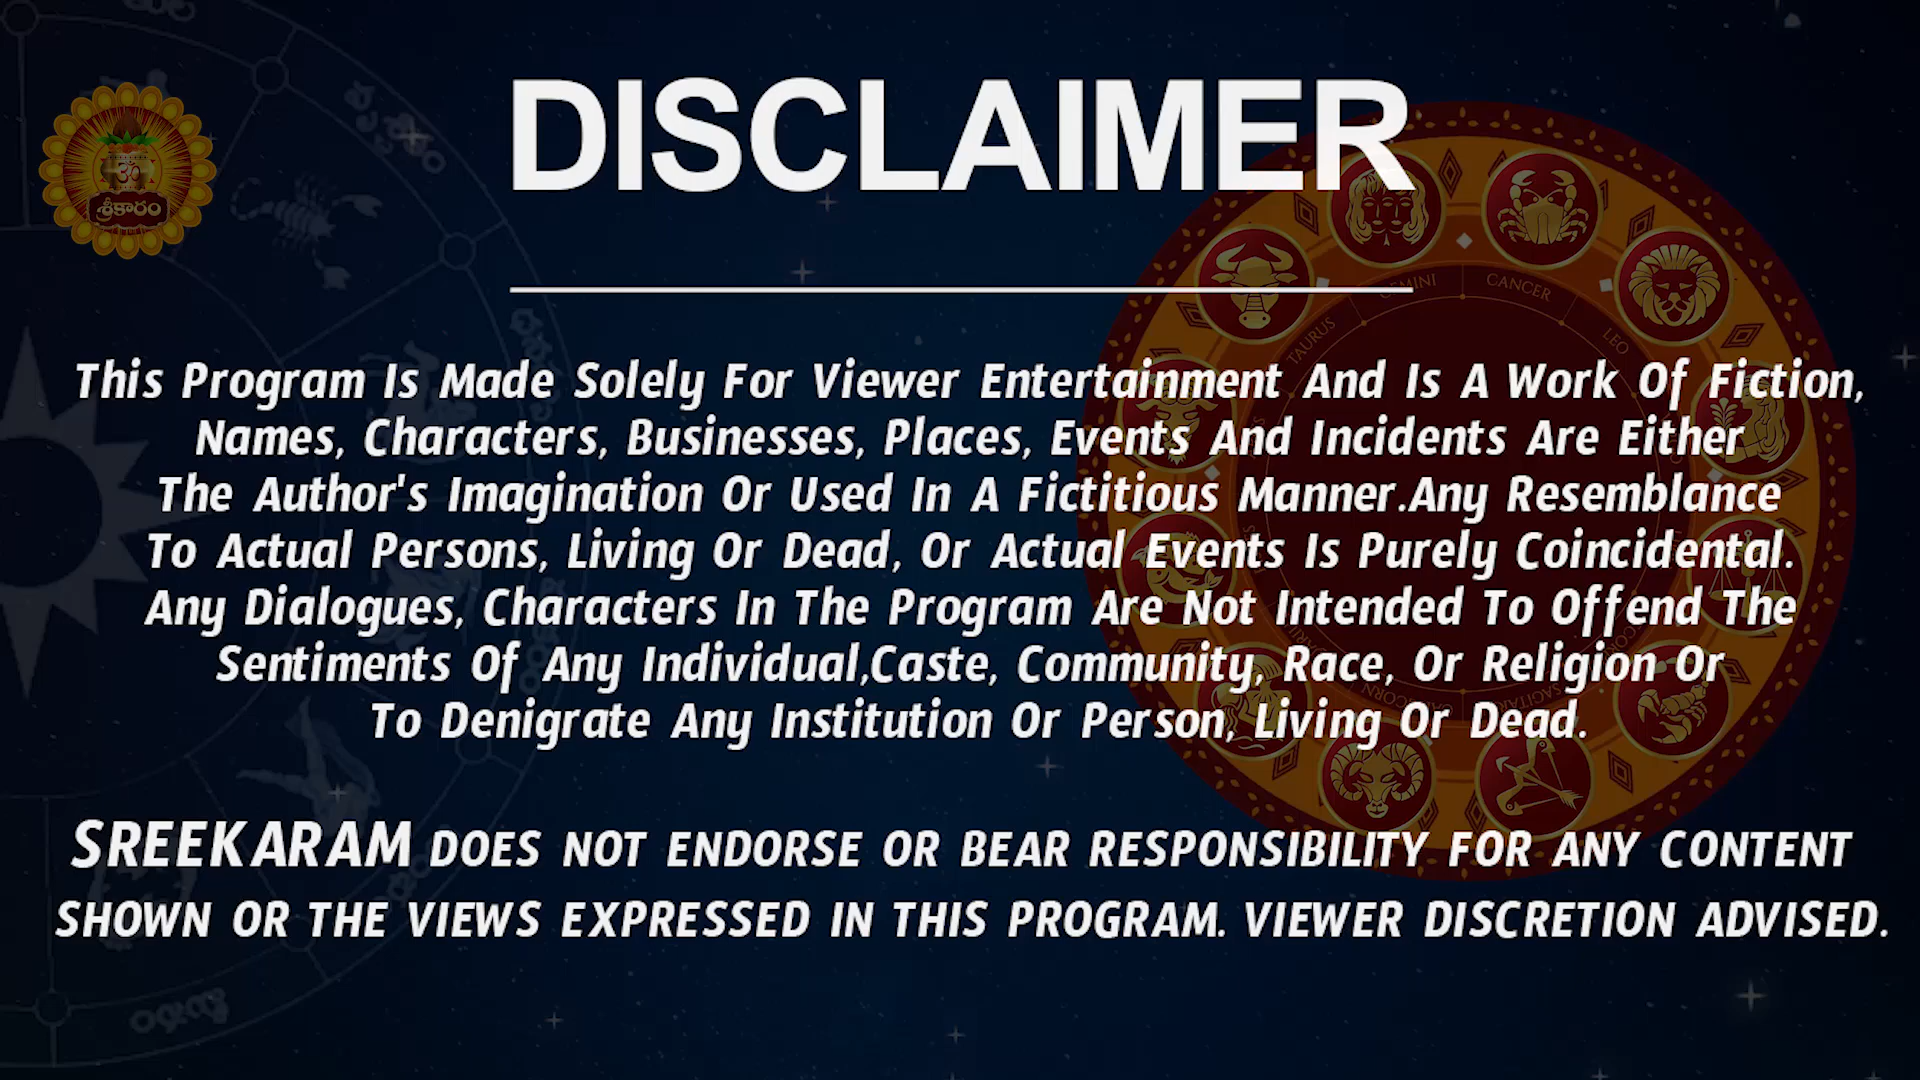 DISCLAIMER
ఓం
శ్రీకారం
GEMINI
CANCER
TAURUS
LEO
This Program Is Made Solely For Viewer Entertainment And Is A Work Of Fiction,
Names, Characters, Businesses, Places, Events And Incidents Are Either
The Author's Imagination Or Used In A Fictitious Manner.Any Resemblance
To Actual Persons, Living Or Dead, Or Actual Events Is Purely Coincidental.
Any Dialogues, Characters In The Program Are Not Intended To Offend The
Sentiments Of Any Individual,Caste, Community, Race, Or Religion Or
To Denigrate Any Institution Or Person, Living Or Dead.
SREEKARAM DOES NOT ENDORSE OR BEAR RESPONSIBILITY FOR ANY CONTENT
SHOWN OR THE VIEWS EXPRESSED IN THIS PROGRAM. VIEWER DISCRETION ADVISED.